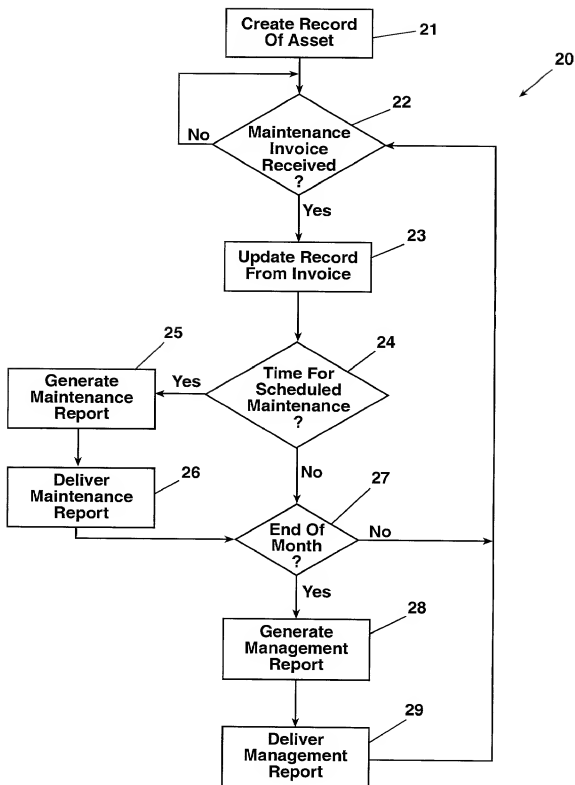 Create Record
Of Asset
21
20
22
No
Maintenance
Invoice
Received
?
Yes
23
Update Record
From Invoice
24
25
Time For
Scheduled
Maintenance
?
Yes
Generate
Maintenance
Report
No
26
Deliver
Maintenance
Report
27
End Of
Month
?
No
Yes
28
Generate
Management
Report
29
Deliver
Management
Report